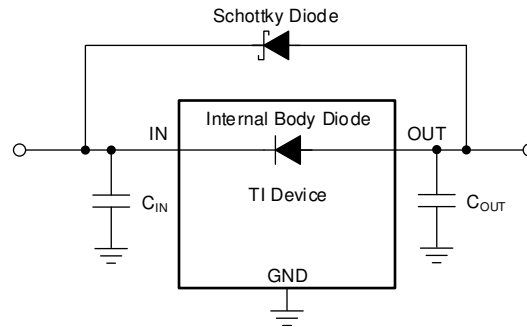 Schottky Diode
Internal Body Diode
IN
OUT
TI Device
CIN
COUT
GND